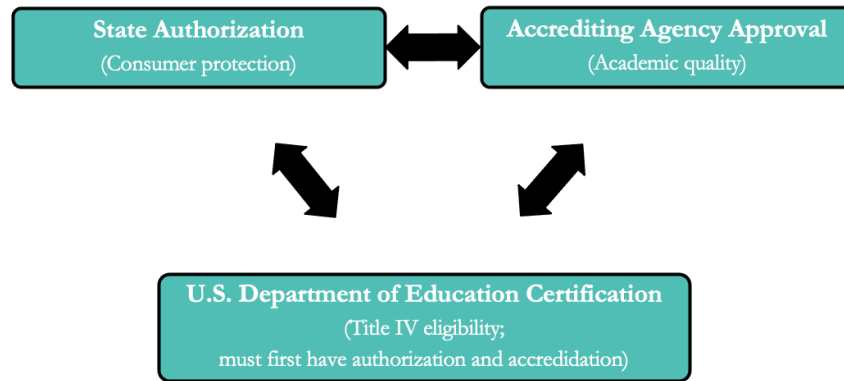 State Authorization
(Consumer protection)
Accrediting Agency Approval
(Academic quality)
U.S. Department of Education Certification
(Title IV eligibility;
must first have authorization and accredidation)